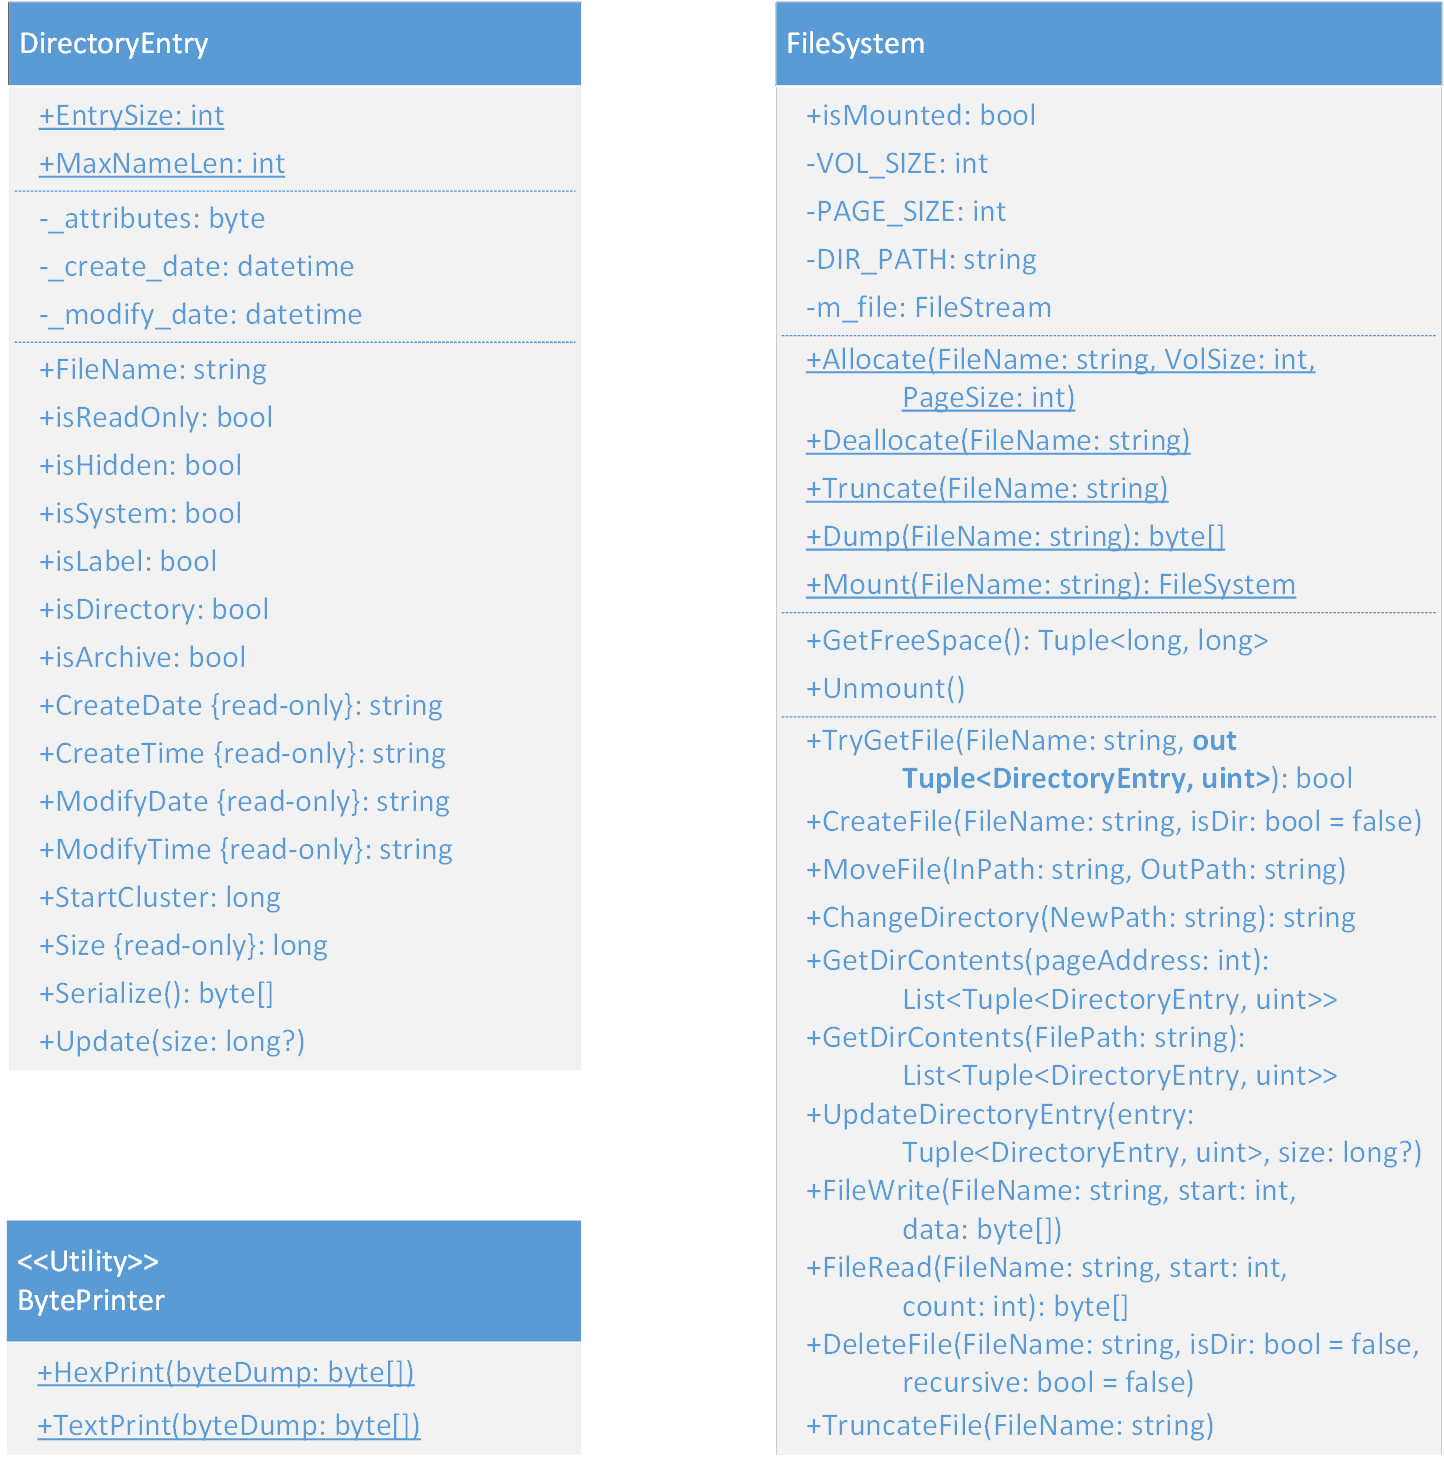 DirectoryEntry
+EntrySize: int
+MaxNameLen: int
-_attributes: byte
-_create_date: datetime
-_modify_date: datetime
+FileName: string
+isReadOnly: bool
+isHidden: bool
+isSystem: bool
+isLabel: bool
+isDirectory: bool
+isArchive: bool
+CreateDate {read-only}: string
+CreateTime {read-only}: string
+ModifyDate {read-only}: string
+ModifyTime {read-only}: string
+StartCluster: long
+Size {read-only}: long
+Serialize(): byte[]
+Update(size: long?)
<<Utility>>
BytePrinter
+HexPrint(byteDump: byte[])
+TextPrint(byteDump: byte[])
FileSystem
+isMounted: bool
-VOL_SIZE: int
-PAGE_SIZE: int
-DIR_PATH: string
-m_file: FileStream
+Allocate(FileName: string, VolSize: int,
PageSize: int)
+Deallocate(FileName: string)
+Truncate(FileName: string)
+Dump(FileName: string): byte[]
+Mount(FileName: string): FileSystem
+GetFreeSpace(): Tuple<long, long>
+Unmount()
+TryGetFile(FileName: string, out
Tuple<DirectoryEntry, uint>): bool
+CreateFile(FileName: string, isDir: bool = false)
+MoveFile(InPath: string, OutPath: string)
+ChangeDirectory(NewPath: string): string
+GetDirContents(pageAddress: int):
List<Tuple<DirectoryEntry, uint>>
+GetDirContents(FilePath: string):
List<Tuple<DirectoryEntry, uint>>
+UpdateDirectoryEntry(entry:
Tuple<DirectoryEntry, uint>, size: long?)
+FileWrite(FileName: string, start: int,
data: byte[])
+FileRead(FileName: string, start: int,
count: int): byte[]
+DeleteFile(FileName: string, isDir: bool = false,
recursive: bool = false)
+TruncateFile(FileName: string)